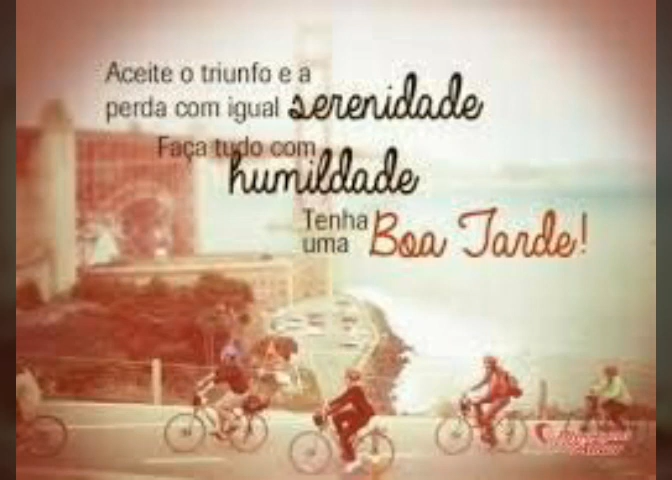 Aceite o triunfo e a
perda com igual serenidade
Faça tudo com
humildade
Tenha
uma Boa Tarde!